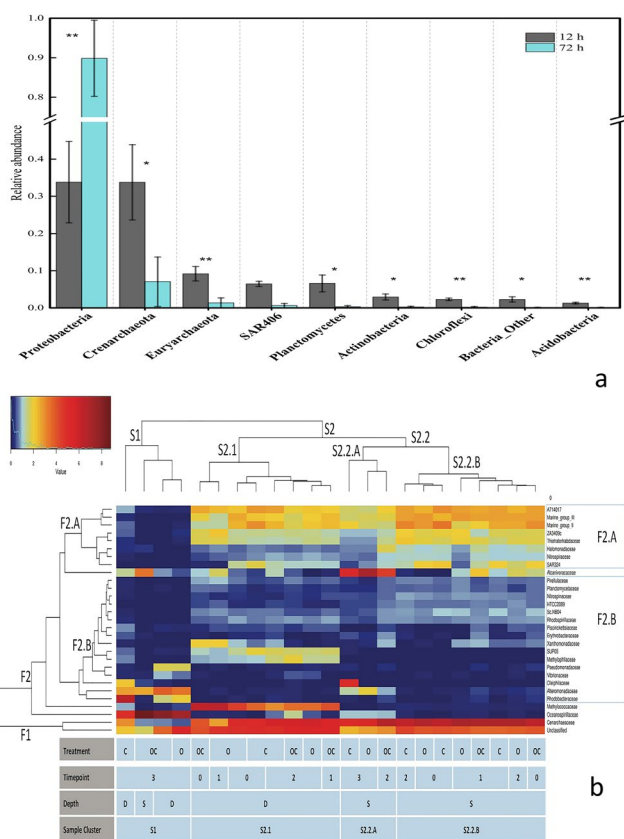 1.0
0.9
0.8
0.4
0.3
0.2
0.1
0.0
Relative abundance
12 h
72 h
**
*
**
*
*
**
*
**
Proteobacteria
Crenarchaeota
Euryarchaeota
SAR406
Planctomycetes
Actinobacteria
Chloroflexi
Bacteria_Other
Acidobacteria
a
0 2 4 6 8
Value
S1
S2
S2.1
S2.2
S2.2.A
S2.2.B
0
F2.A
F2.B
F2
F1
AT14017
Marine_group_III
Marine_group_II
ZA3409c
Thiohalorhabdaceae
Halomonadaceae
Nitrospiraceae
SAR324
Alcanivoracaceae
Pirellulaceae
Planctomycetaceae
Nitrospinaceae
HTCC2089
Sc.NB04
Rhodospirillaceae
Piscirickettsiaceae
Erythrobacteraceae
Xanthomonadaceae
SUP05
Methylophilaceae
Pseudomonadaceae
Vibrionaceae
Oleiphilaceae
Alteromonadaceae
Rhodobacteraceae
Methylococcaceae
Oceanospirillaceae
Cenarchaeaceae
Unclassified
F2.A
F2.B
Treatment C OC O OC O C OC O OC C O OC C O C OC O OC
Timepoint 3 0 1 0 2 1 3 2 2 0 1 2 0
Depth D S D D S S
Sample Cluster S1 S2.1 S2.2.A S2.2.B
b